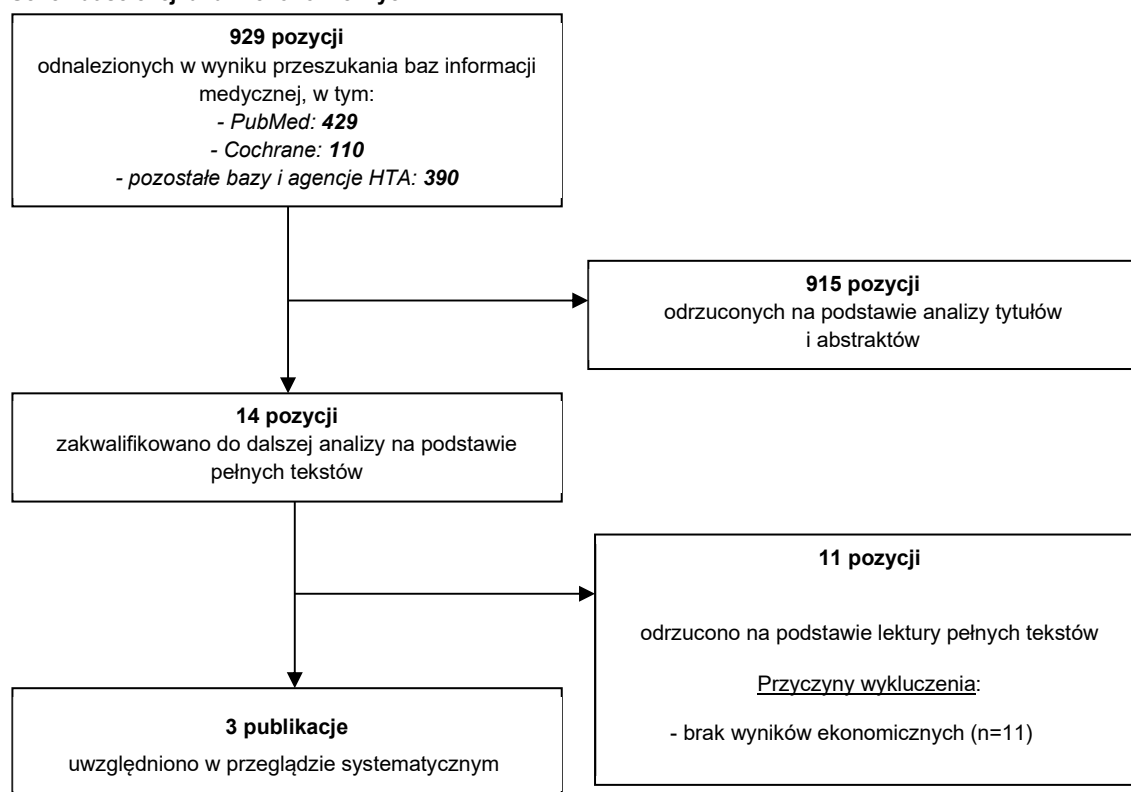 929 pozycji
odnalezionych w wyniku przeszukania baz informacji
medycznej, w tym:
- PubMed: 429
- Cochrane: 110
- pozostałe bazy i agencje HTA: 390
915 pozycji
odrzuconych na podstawie analizy tytułów
i abstraktów
14 pozycji
zakwalifikowano do dalszej analizy na podstawie
pełnych tekstów
11 pozycji
odrzucono na podstawie lektury pełnych tekstów
Przyczyny wykluczenia:
- brak wyników ekonomicznych (n=11)
3 publikacje
uwzględniono w przeglądzie systematycznym